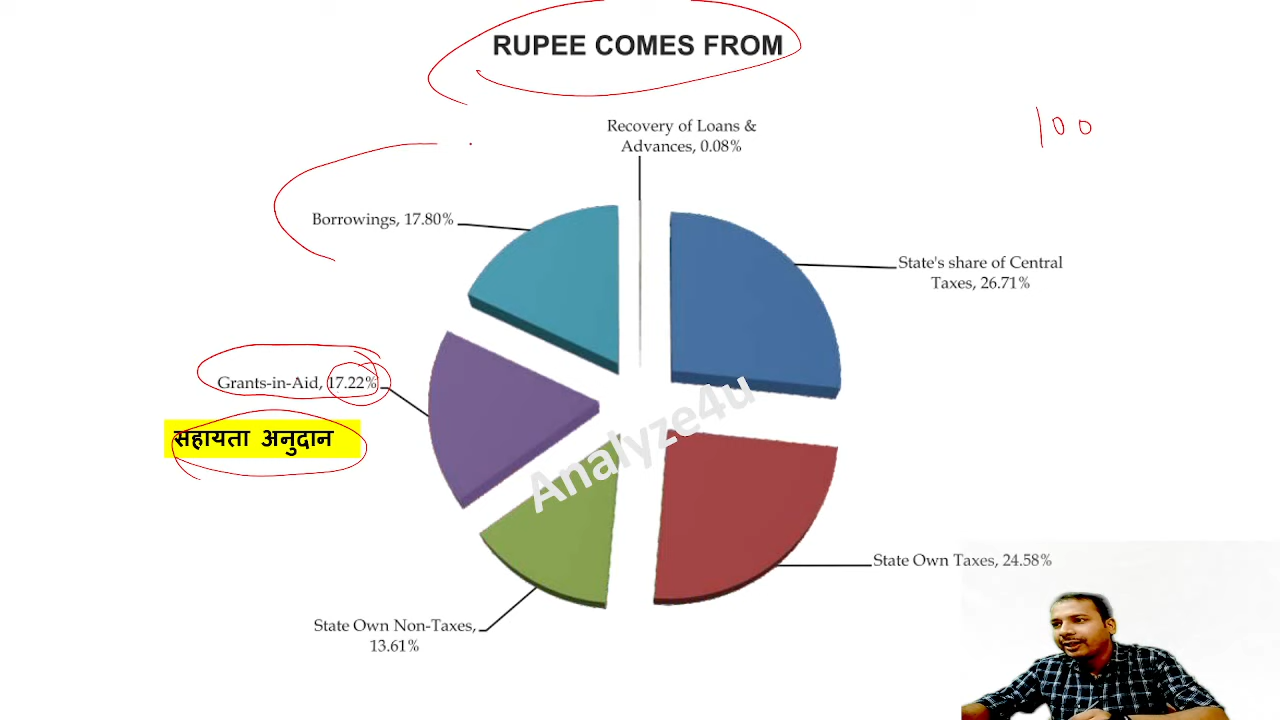 RUPEE COMES FROM
100
Recovery of Loans &
Advances, 0.08%
Borrowings, 17.80%
State's share of Central
Taxes, 26.71%
Grants-in-Aid, 17.22%
सहायता अनुदान
Analyze4u
State Own Taxes, 24.58%
State Own Non-Taxes,
13.61%